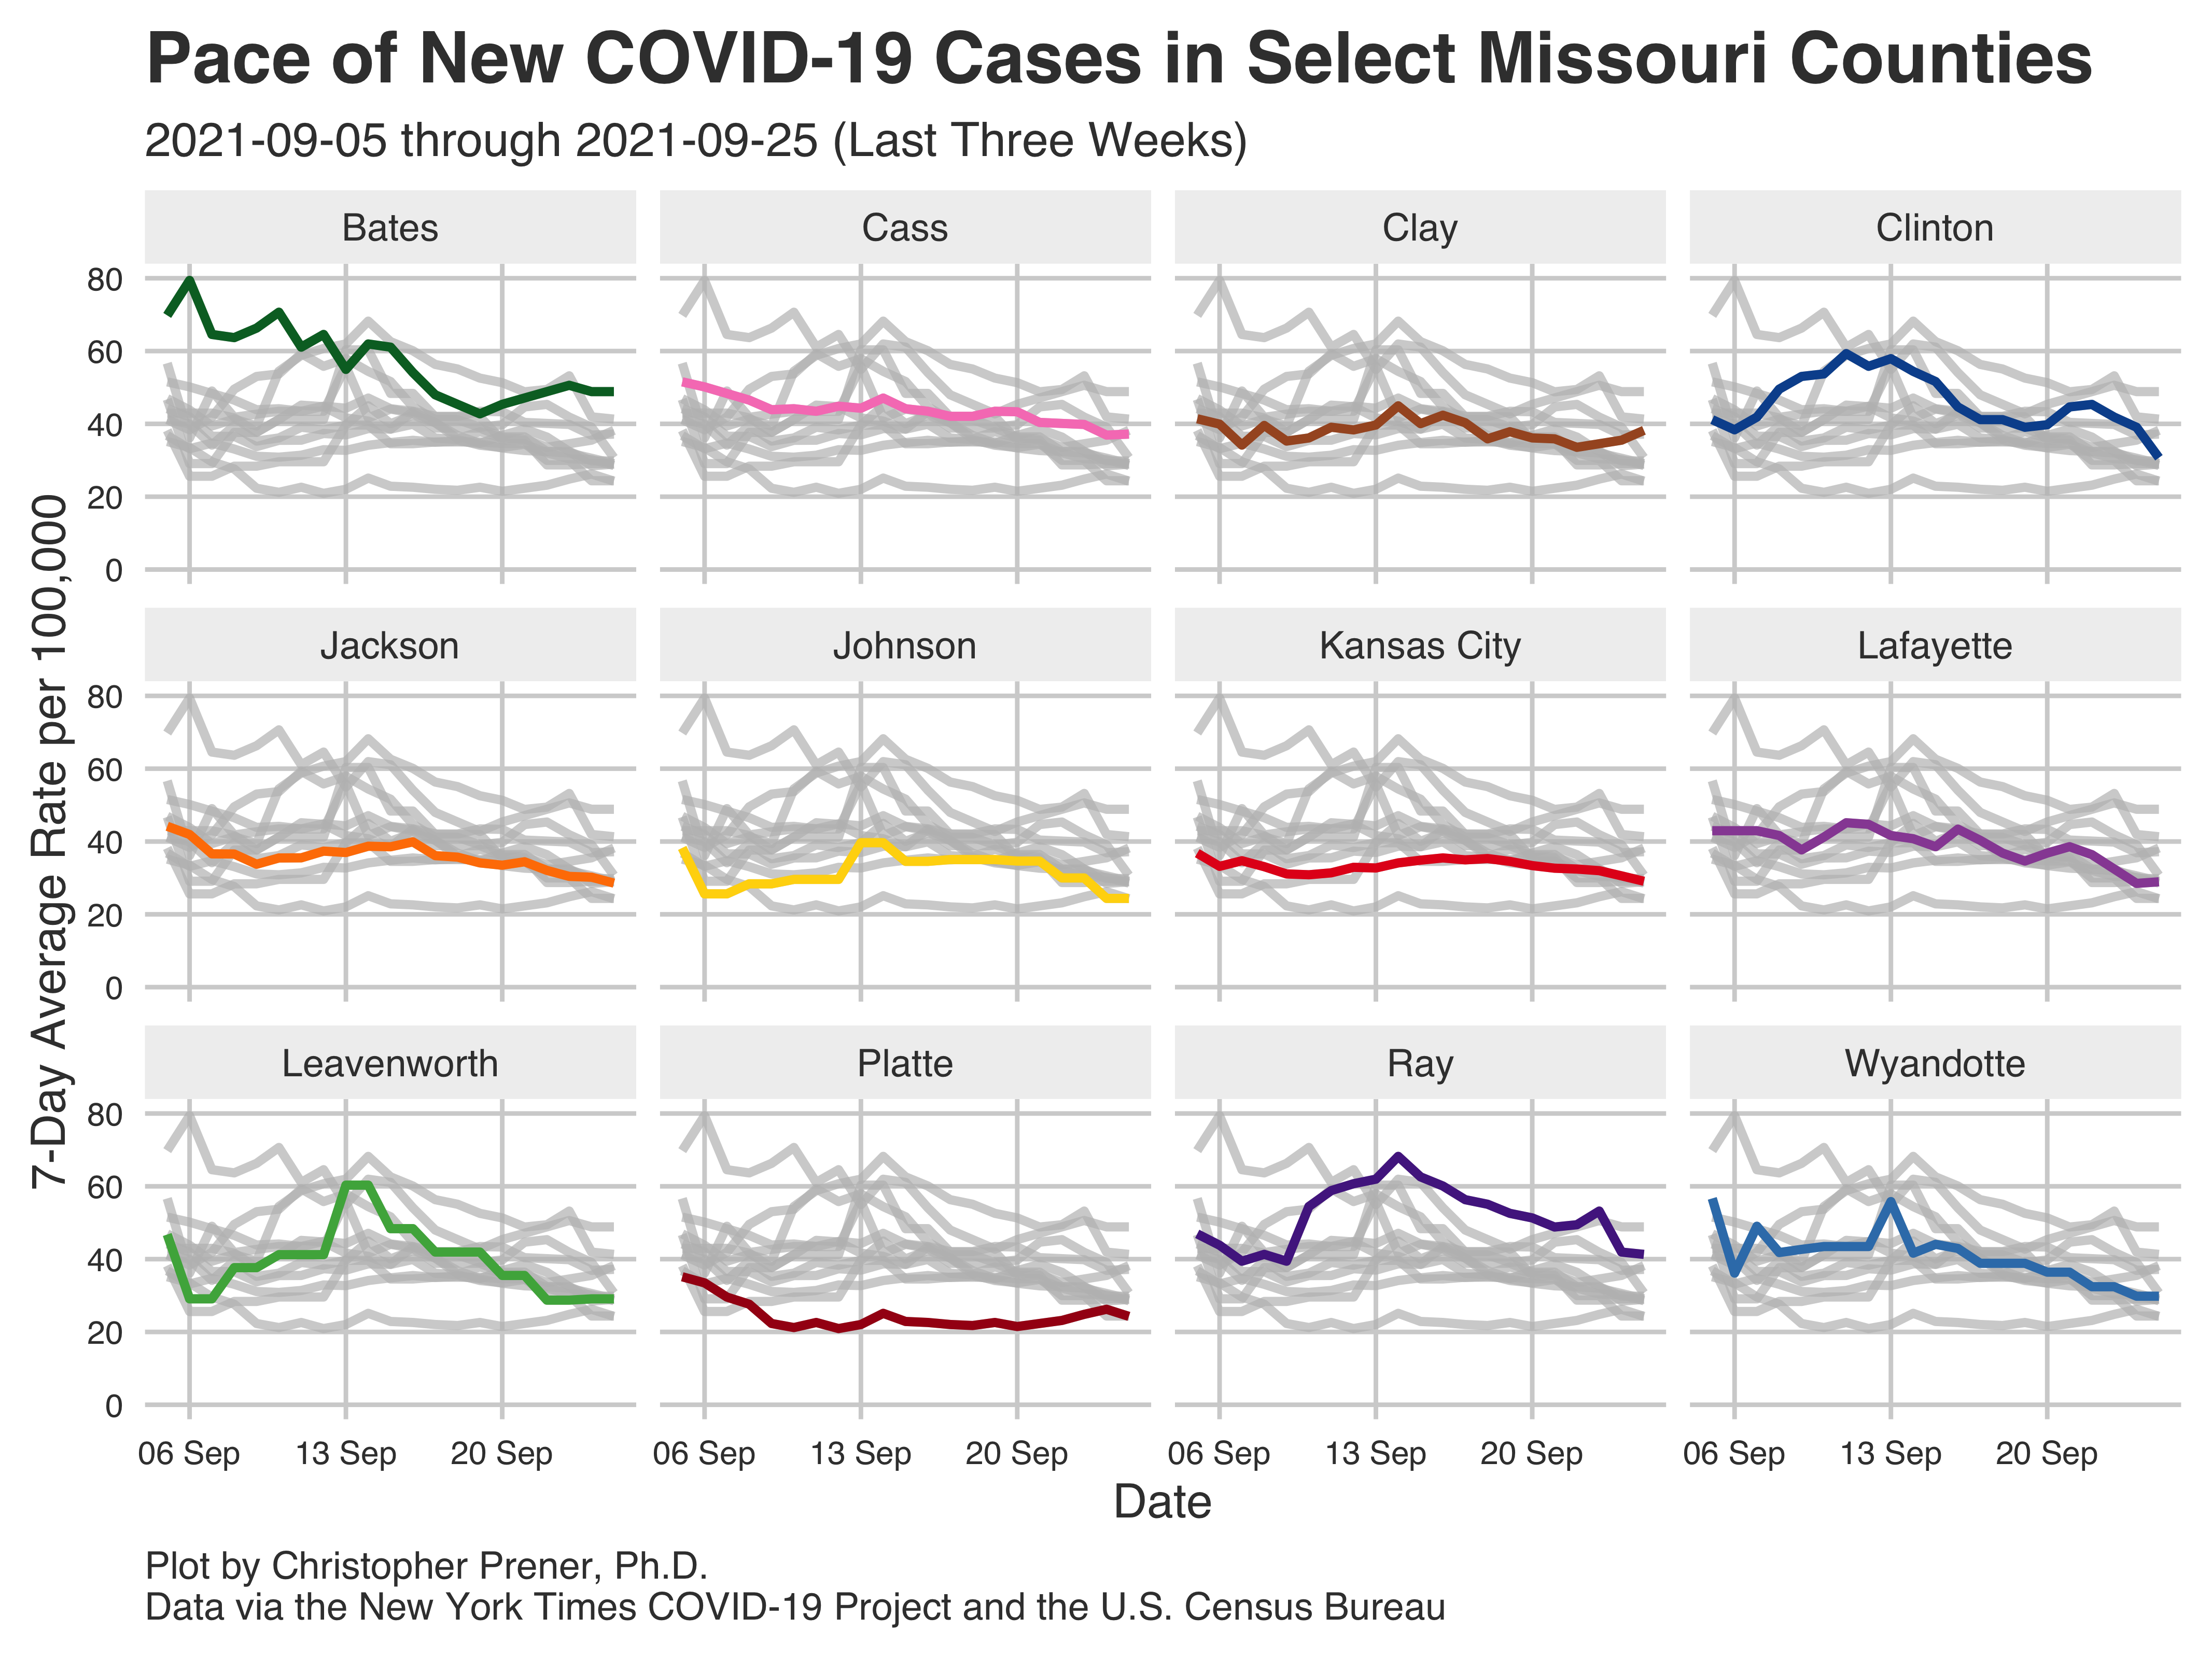 Pace of New COVID-19 Cases in Select Missouri Counties
2021-09-05 through 2021-09-25 (Last Three Weeks)
Bates
Cass
Clay
Clinton
80
60
40
20
0
Jackson
Johnson
Kansas City
Lafayette
80
60
40
20
0
Leavenworth
Platte
Ray
Wyandotte
80
60
40
20
0
7-Day Average Rate per 100,000
06 Sep 13 Sep 20 Sep
06 Sep 13 Sep 20 Sep
06 Sep 13 Sep 20 Sep
06 Sep 13 Sep 20 Sep
Date
Plot by Christopher Prener, Ph.D.
Data via the New York Times COVID-19 Project and the U.S. Census Bureau